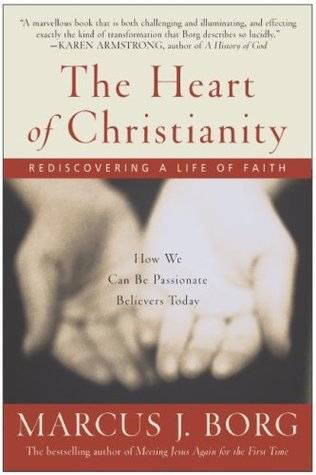 "A marvellous book that is both challenging and illuminating, and effecting
exactly the kind of transformation that Borg describes so lucidly."
—KAREN ARMSTRONG, author of A History of God
The Heart
of Christianity
REDISCOVERING A LIFE OF FAITH
How We
Can Be Passionate
Believers Today
MARCUS J. BORG
The bestselling author of Meeting Jesus Again for the First Time